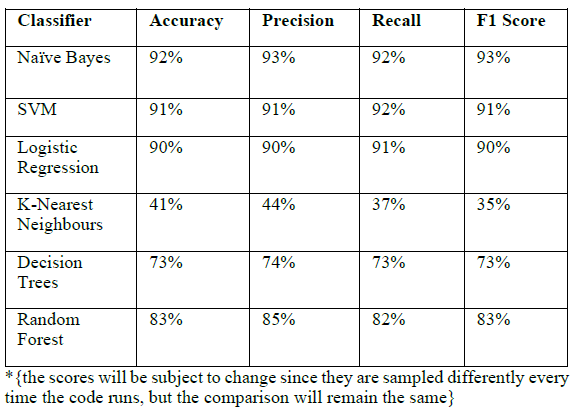 Classifier Accuracy Precision Recall F1 Score
Naïve Bayes 92% 93% 92% 93%
SVM 91% 91% 92% 91%
Logistic 90% 90% 91% 90%
Regression
K-Nearest 41% 44% 37% 35%
Neighbours
Decision 73% 74% 73% 73%
Trees
Random 83% 85% 82% 83%
Forest
*{the scores will be subject to change since they are sampled differently every
time the code runs, but the comparison will remain the same}